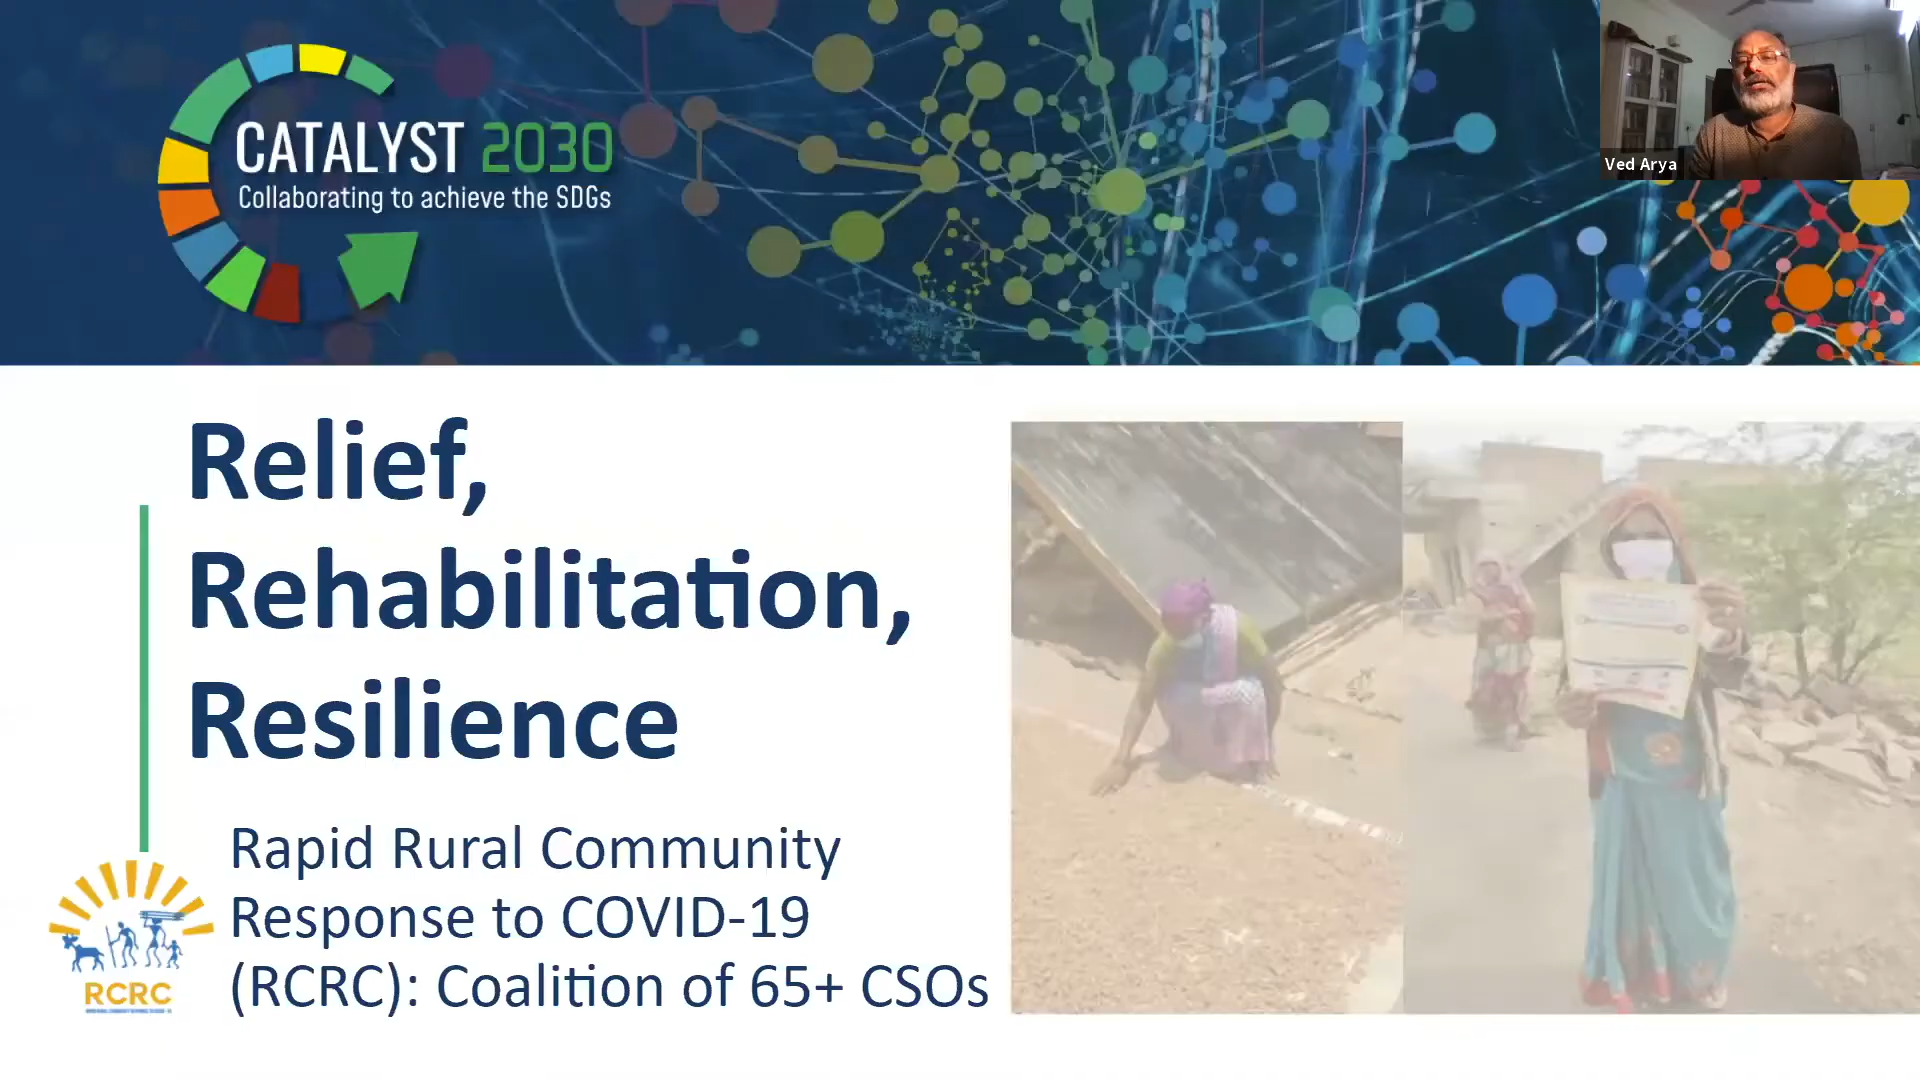 CATALYST 2030
Collaborating to achieve the SDGs
Ved Arya
Relief,
Rehabilitation,
Resilience
Rapid Rural Community
Response to COVID-19
(RCRC): Coalition of 65+ CSOs
RCRC